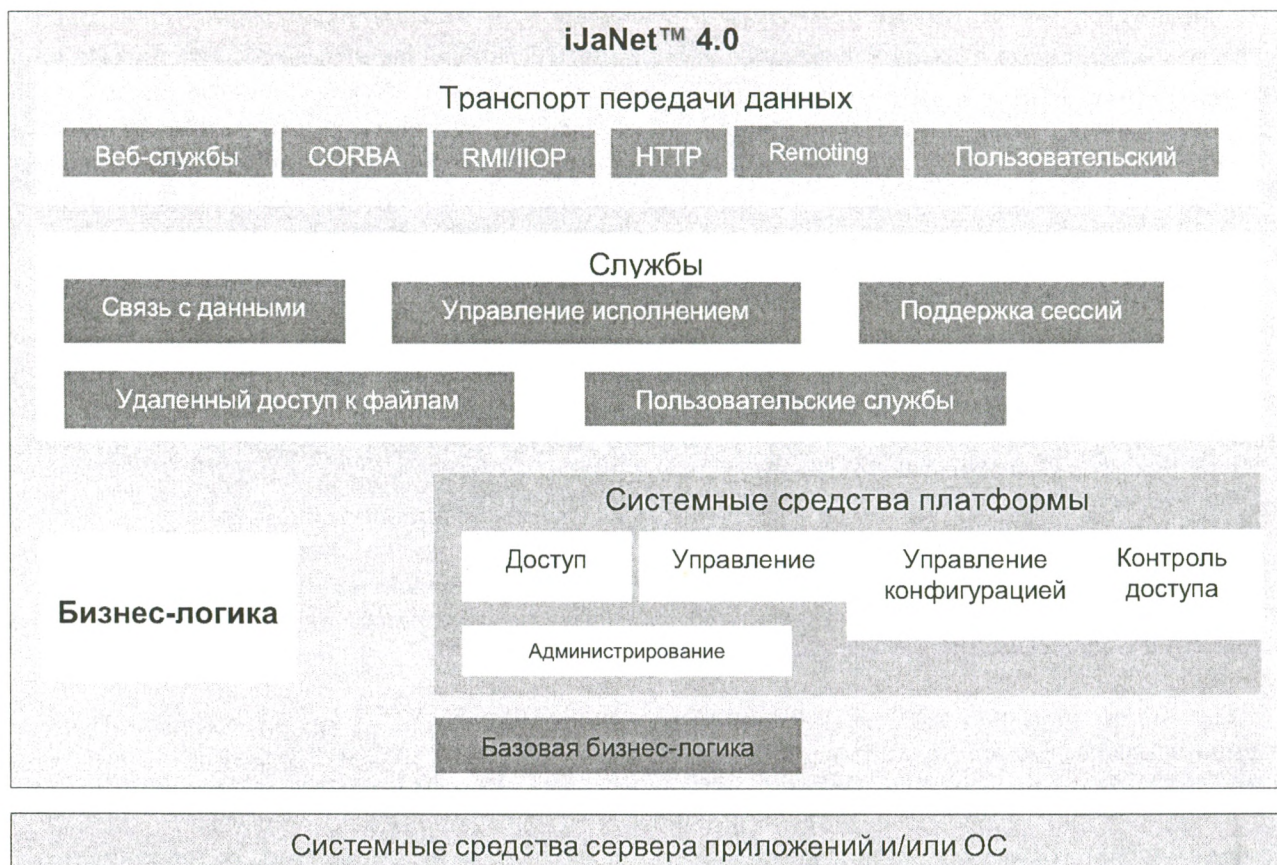 iJaNet™ 4.0
Транспорт передачи данных
Веб-службы CORBA RMI/IIOP HTTP Remoting Пользовательский
Службы
Связь с данными Управление исполнением Поддержка сессий
Удаленный доступ к файлам Пользовательские службы
Системные средства платформы
Доступ Управление Управление конфигурацией Контроль доступа
Бизнес-логика
Администрирование
Базовая бизнес-логика
Системные средства сервера приложений и/или ОС